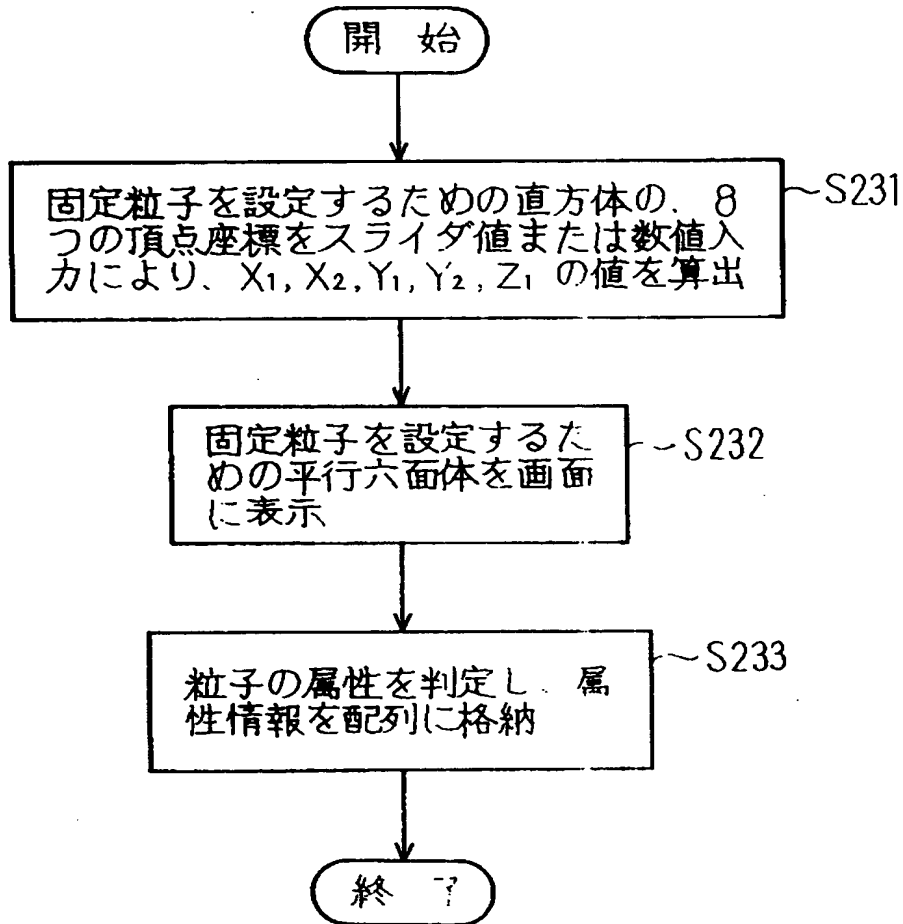 開 始
固定粒子を設定するための直方体の、8
つの頂点座標をスライダ値または数値入
力により、X1, X2, Y1, Y2, Z1 の値を算出
S231
固定粒子を設定するた
めの平行六面体を画面
に表示
S232
粒子の属性を判定し、属
性情報を配列に格納
S233
終 了